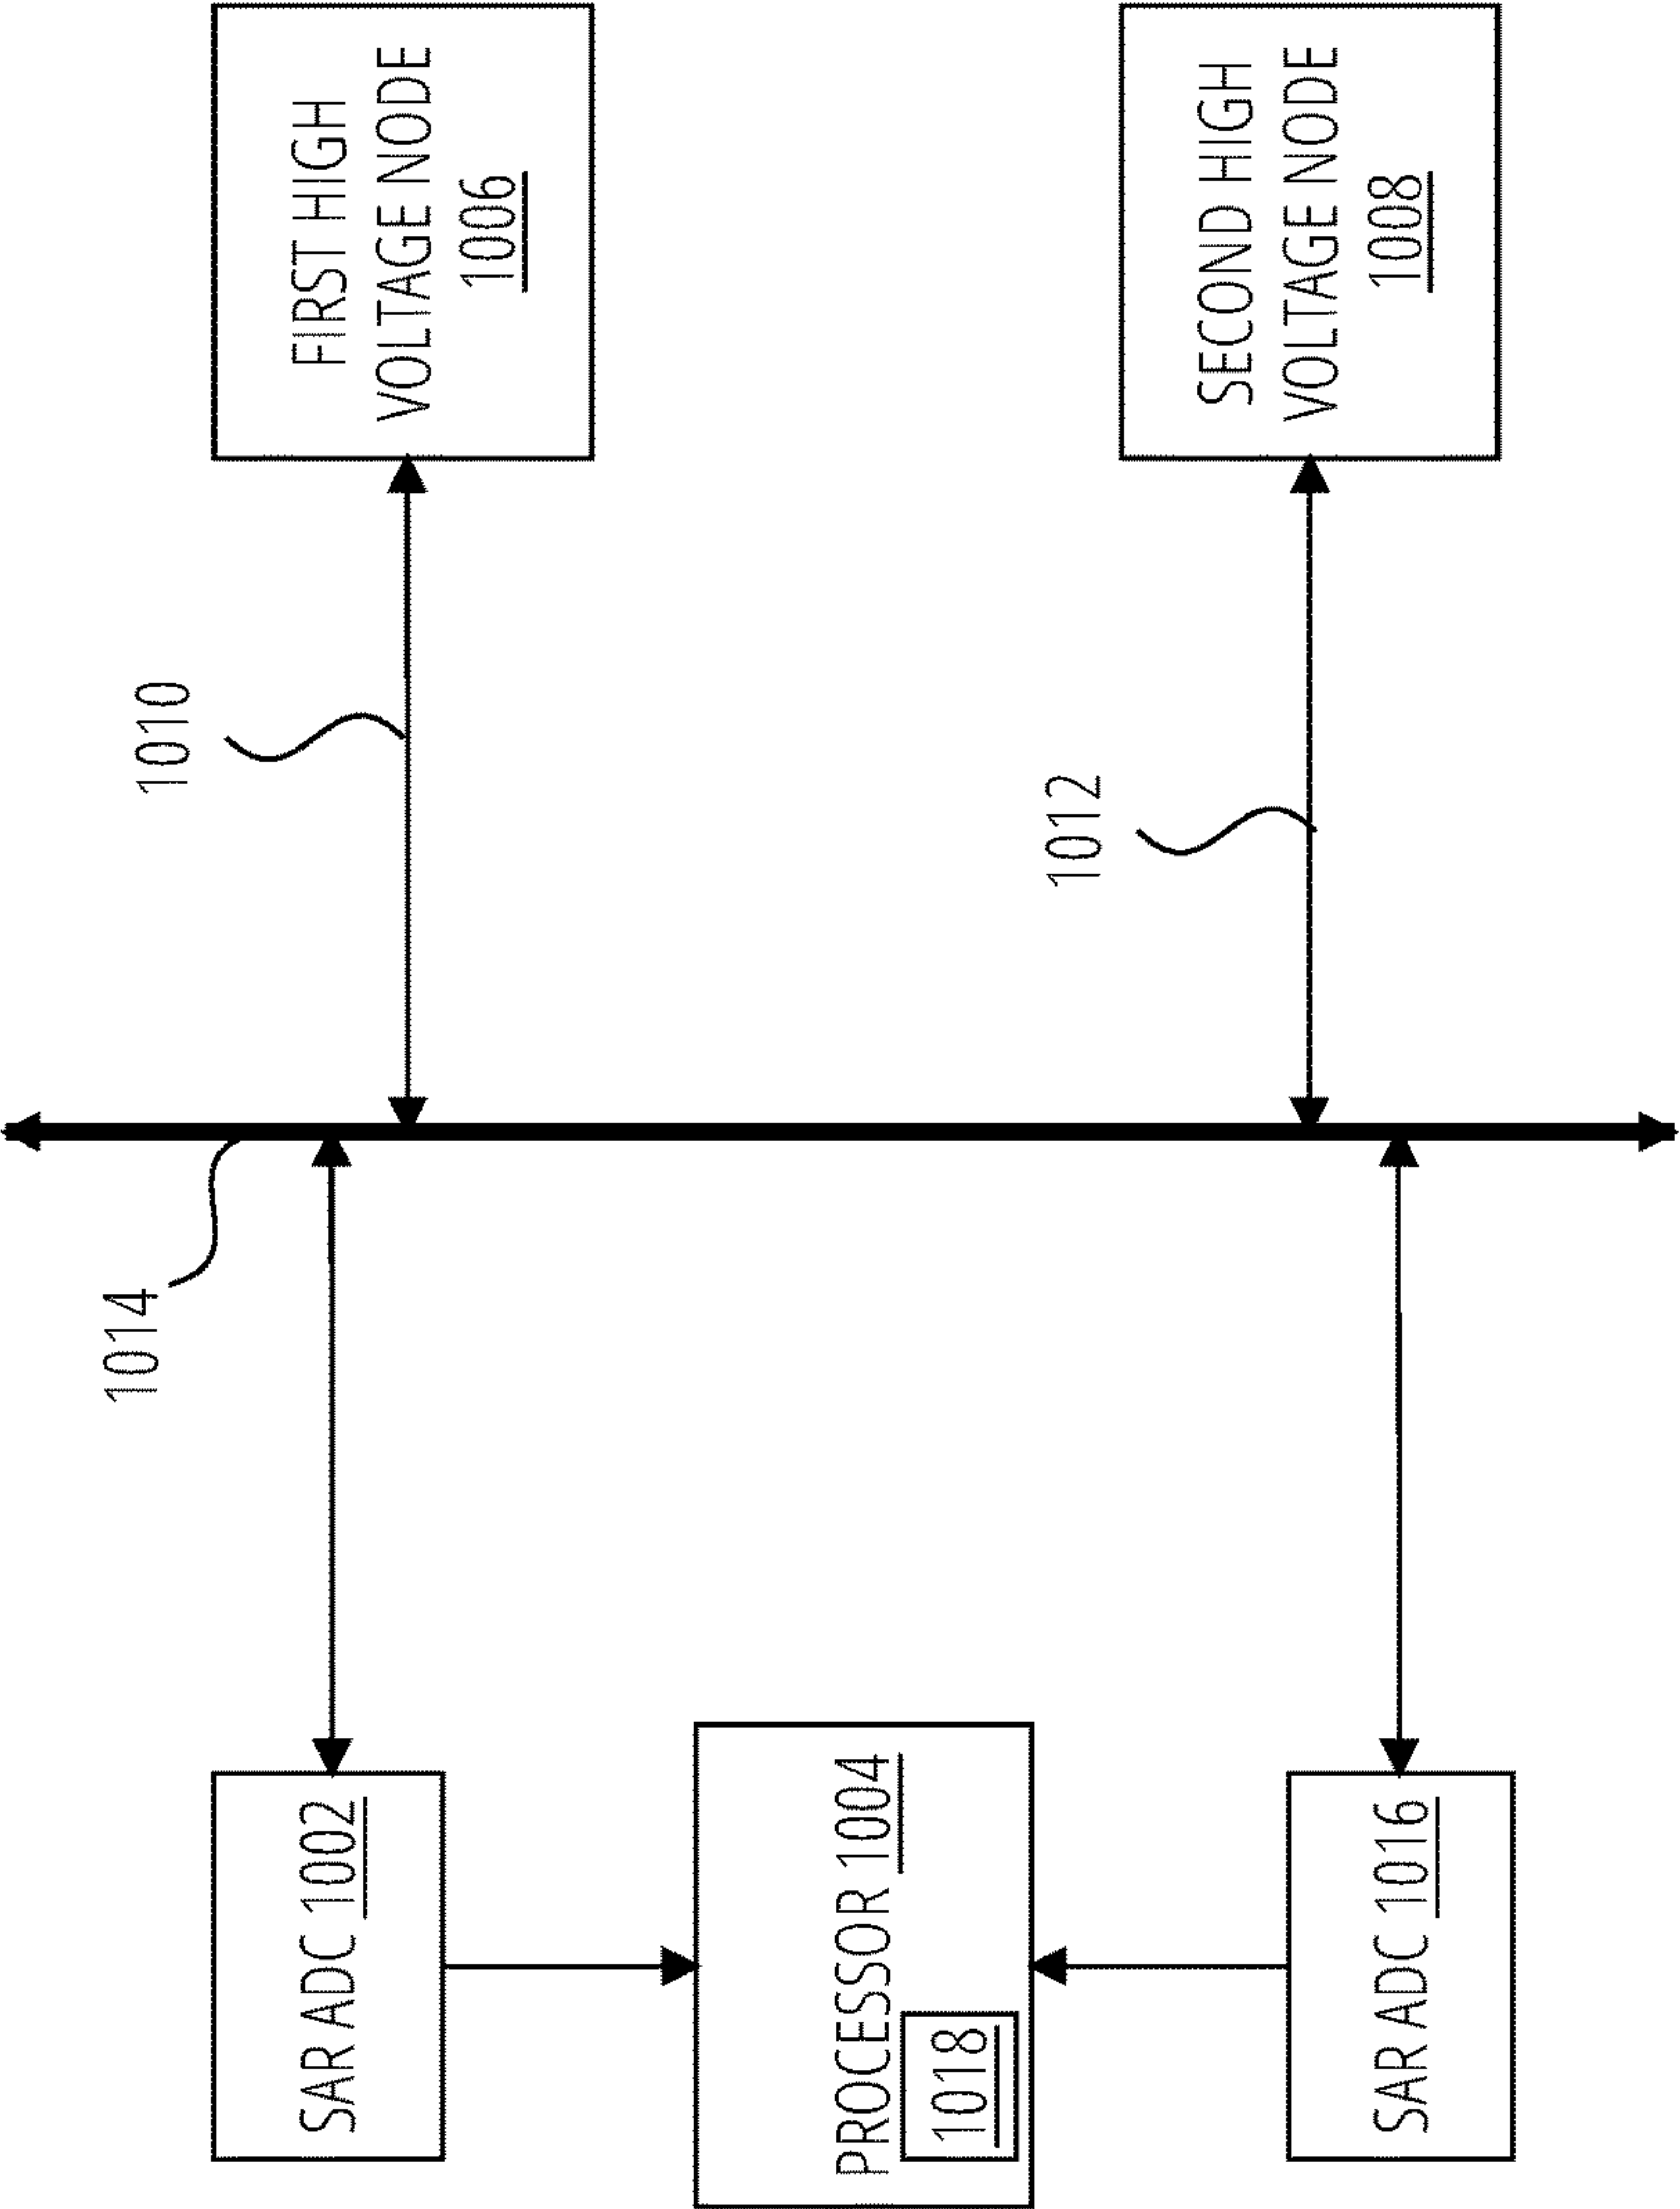 SAR ADC 1002
1014
1010
FIRST HIGH
VOLTAGE NODE
1006
PROCESSOR 1004
1018
SAR ADC 1016
1012
SECOND HIGH
VOLTAGE NODE
1008